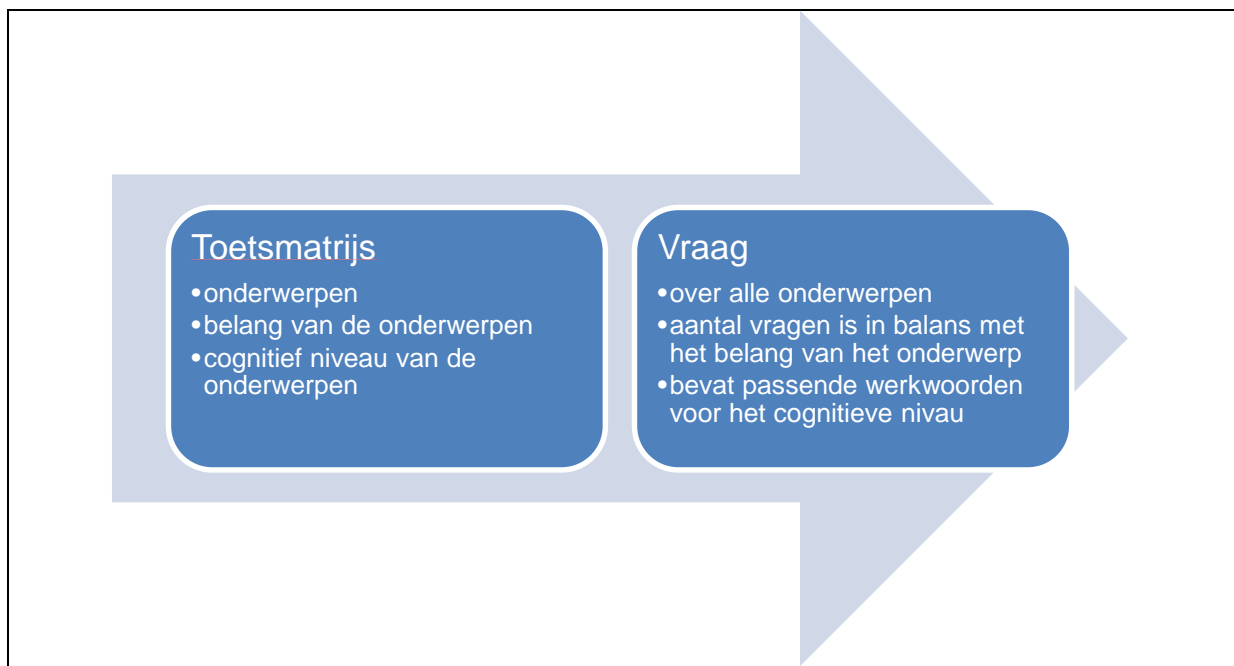 Toetsmatrijs
•onderwerpen
•belang van de onderwerpen
•cognitief niveau van de
onderwerpen
Vraag
•over alle onderwerpen
•aantal vragen is in balans met
het belang van het onderwerp
•bevat passende werkwoorden
voor het cognitieve nivau